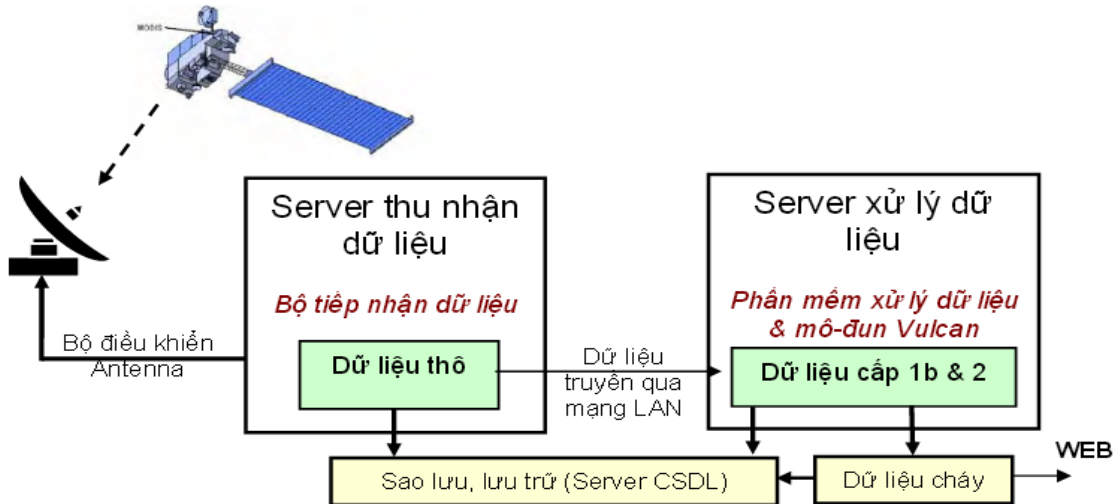 MODIS
Server thu nhận
dữ liệu
Bộ tiếp nhận dữ liệu
Dữ liệu thô
Bộ điều khiển
Antenna
Dữ liệu
truyền qua
mạng LAN
Server xử lý dữ
liệu
Phần mềm xử lý dữ liệu
& mô-đun Vulcan
Dữ liệu cấp 1b & 2
WEB
Sao lưu, lưu trữ (Server CSDL)
Dữ liệu cháy